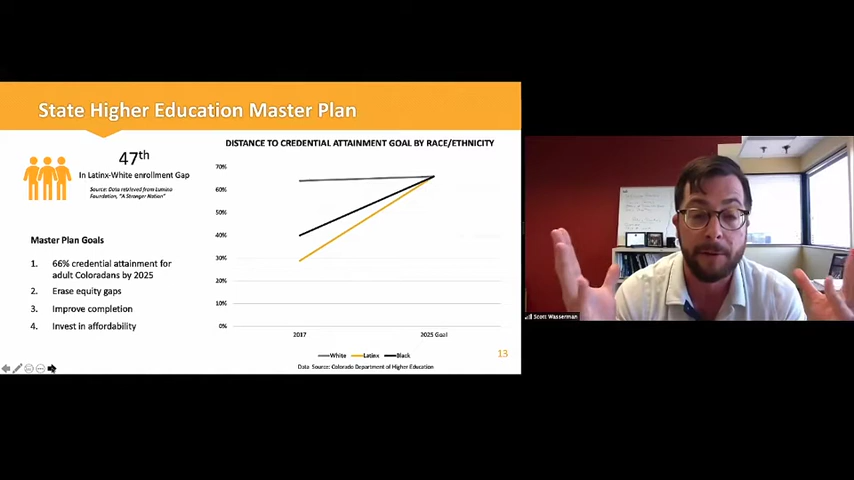 State Higher Education Master Plan
47th
In Latinx-White enrollment Gap
Source: Data retrieved from Lumina
Foundation, "A Stronger Nation"
Master Plan Goals
1. 66% credential attainment for
adult Coloradans by 2025
2. Erase equity gaps
3. Improve completion
4. Invest in affordability
DISTANCE TO CREDENTIAL ATTAINMENT GOAL BY RACE/ETHNICITY
70%
60%
50%
40%
30%
20%
10%
0%
2017 2025 Goal
White Latinx Black
Data Source: Colorado Department of Higher Education
13
Scott Wasserman